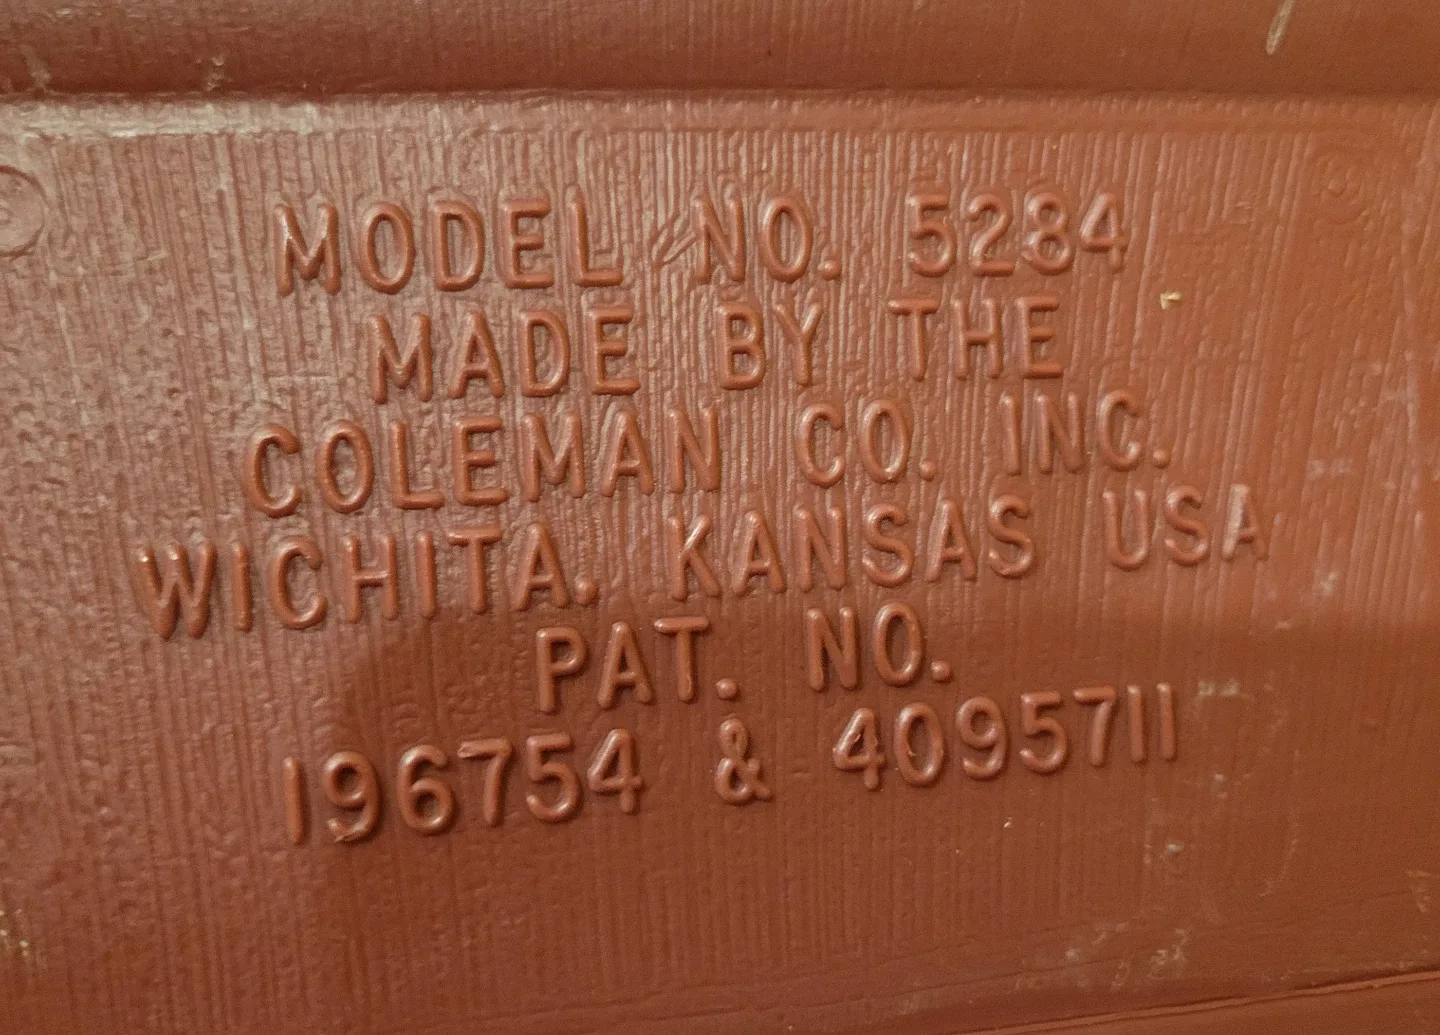 MODEL NO. 5284
MADE BY THE
COLEMAN CO. INC.
WICHITA. KANSAS USA
PAT. NO.
196754 & 4095711